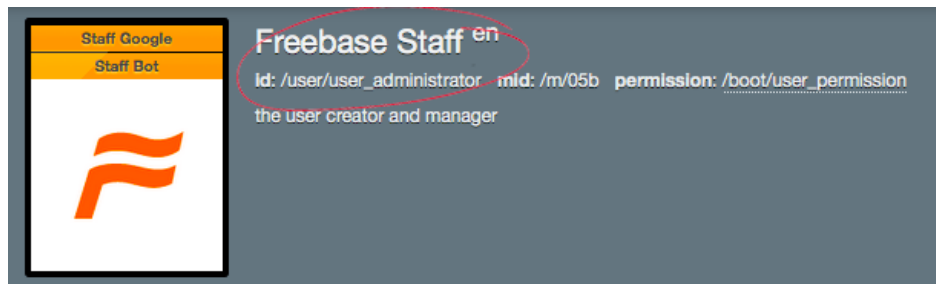 Staff Google
Staff Bot
Freebase Staff en
id: /user/user_administrator mid: /m/05b permission: /boot/user_permission
the user creator and manager